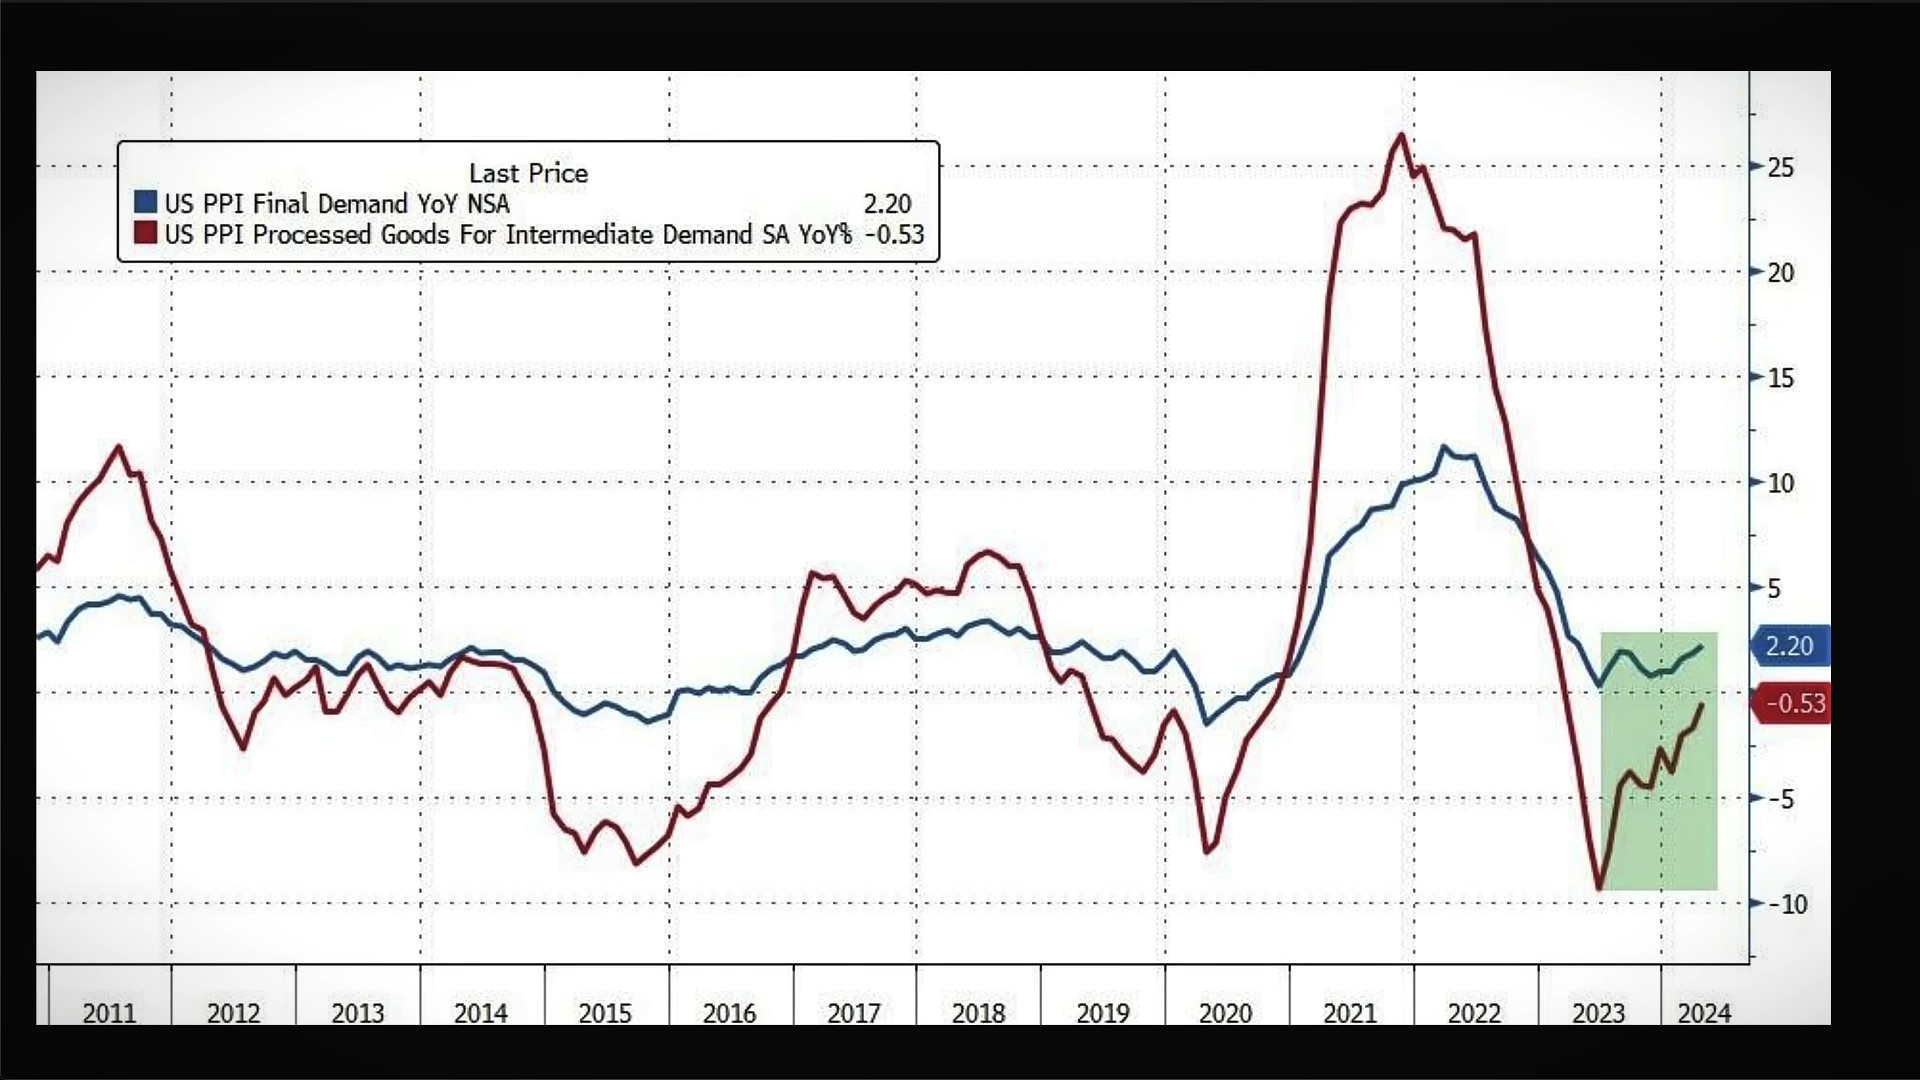 Last Price
US PPI Final Demand YoY NSA 2.20
US PPI Processed Goods For Intermediate Demand SA YoY% -0.53
25
20
15
10
5
2.20
-0.53
-5
-10
2011 2012 2013 2014 2015 2016 2017 2018 2019 2020 2021 2022 2023 2024